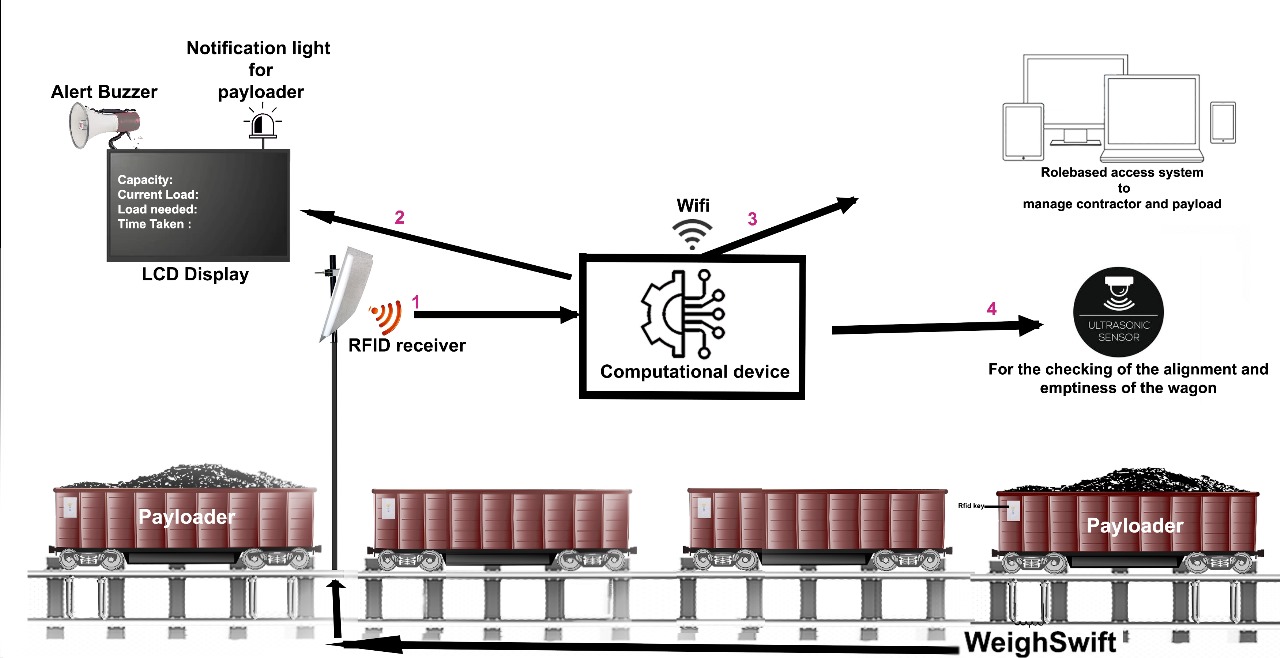 Notification light
for
payloader
Alert Buzzer
Capacity:
Current Load:
Load needed:
Time Taken :
LCD Display
2
Wifi
3
Rolebased access system
to
manage contractor and payload
1
RFID receiver
Computational device
4
ULTRASONIC
SENSOR
For the checking of the alignment and
emptiness of the wagon
Payloader
Rfid key
Payloader
WeighSwift